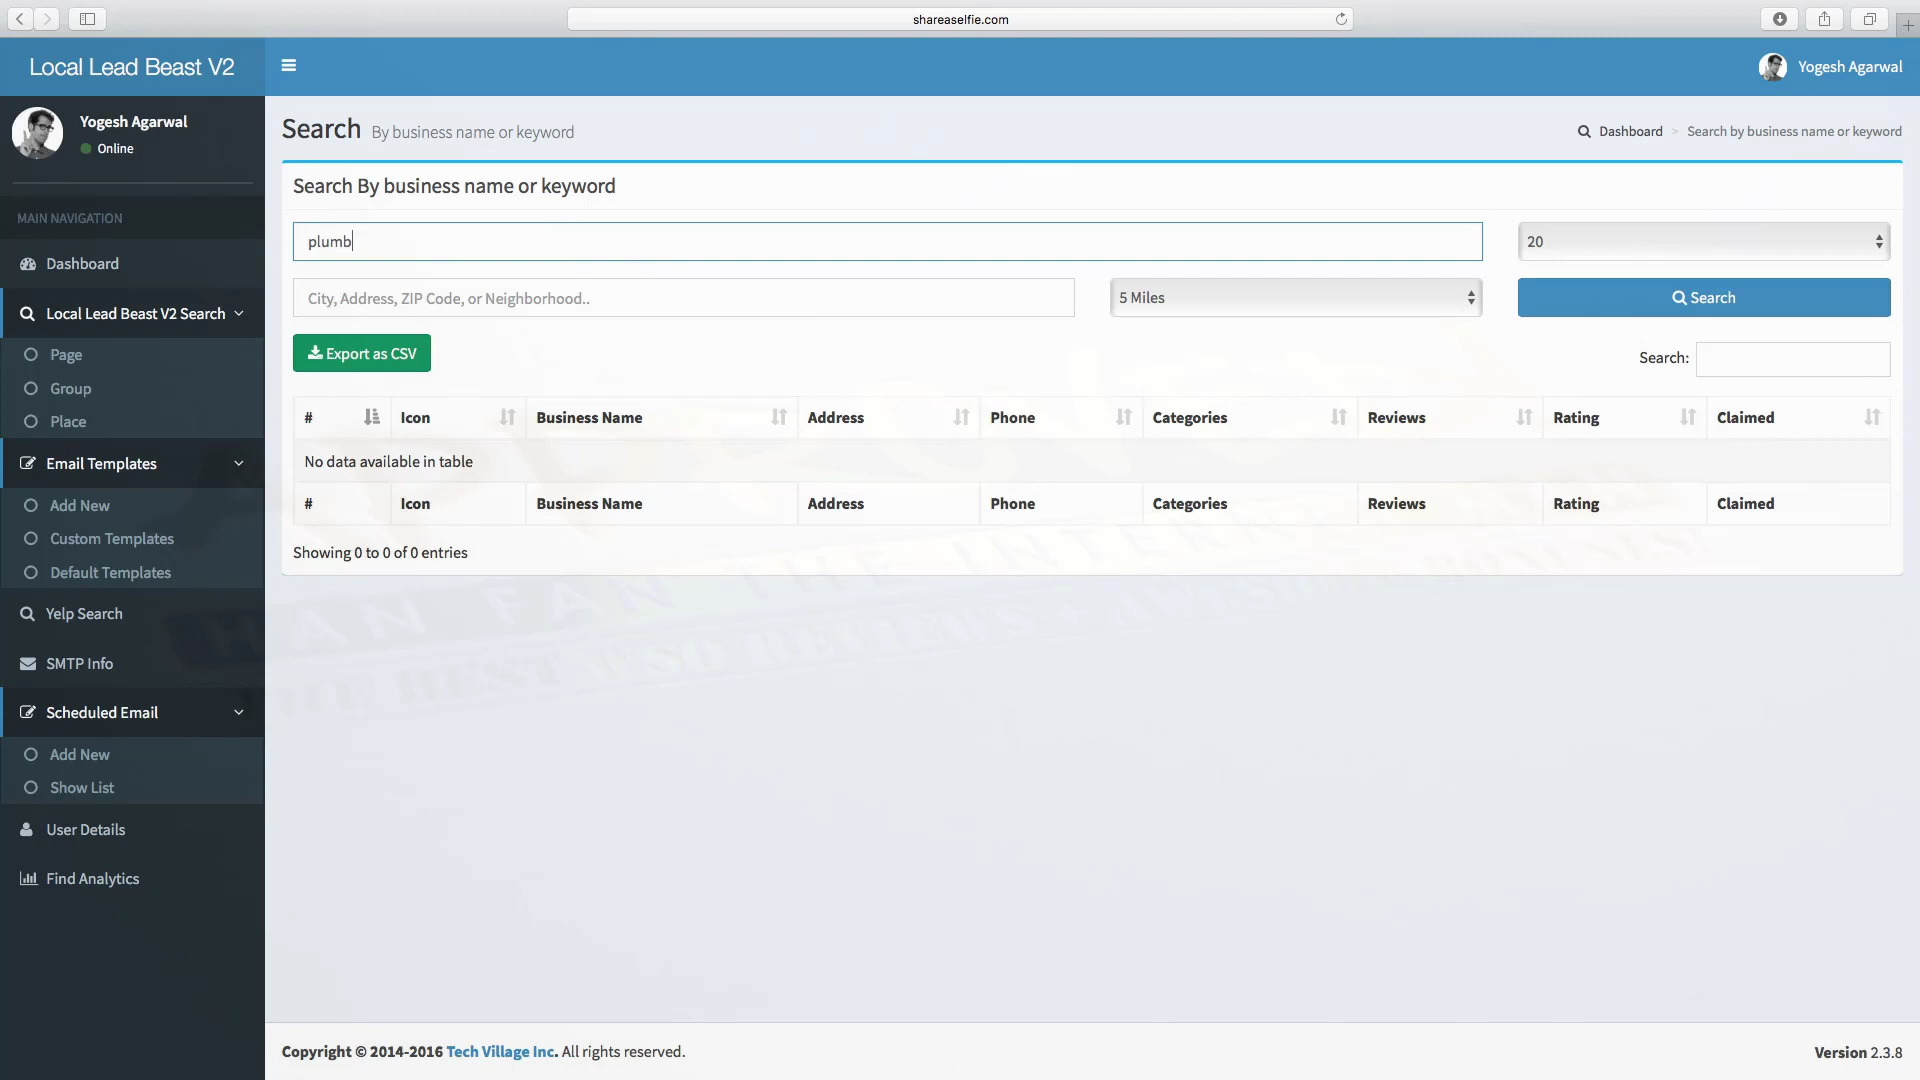 shareaselfie.com
Local Lead Beast V2
Yogesh Agarwal
Yogesh Agarwal
Online
Search By business name or keyword
Dashboard > Search by business name or keyword
Search By business name or keyword
plumb
20
City, Address, ZIP Code, or Neighborhood..
5 Miles
Search
Export as CSV
Search:
# Icon Business Name Address Phone Categories Reviews Rating Claimed
No data available in table
# Icon Business Name Address Phone Categories Reviews Rating Claimed
Showing 0 to 0 of 0 entries
MAIN NAVIGATION
Dashboard
Local Lead Beast V2 Search
Page
Group
Place
Email Templates
Add New
Custom Templates
Default Templates
Yelp Search
SMTP Info
Scheduled Email
Add New
Show List
User Details
Find Analytics
Copyright © 2014-2016 Tech Village Inc. All rights reserved.
Version 2.3.8